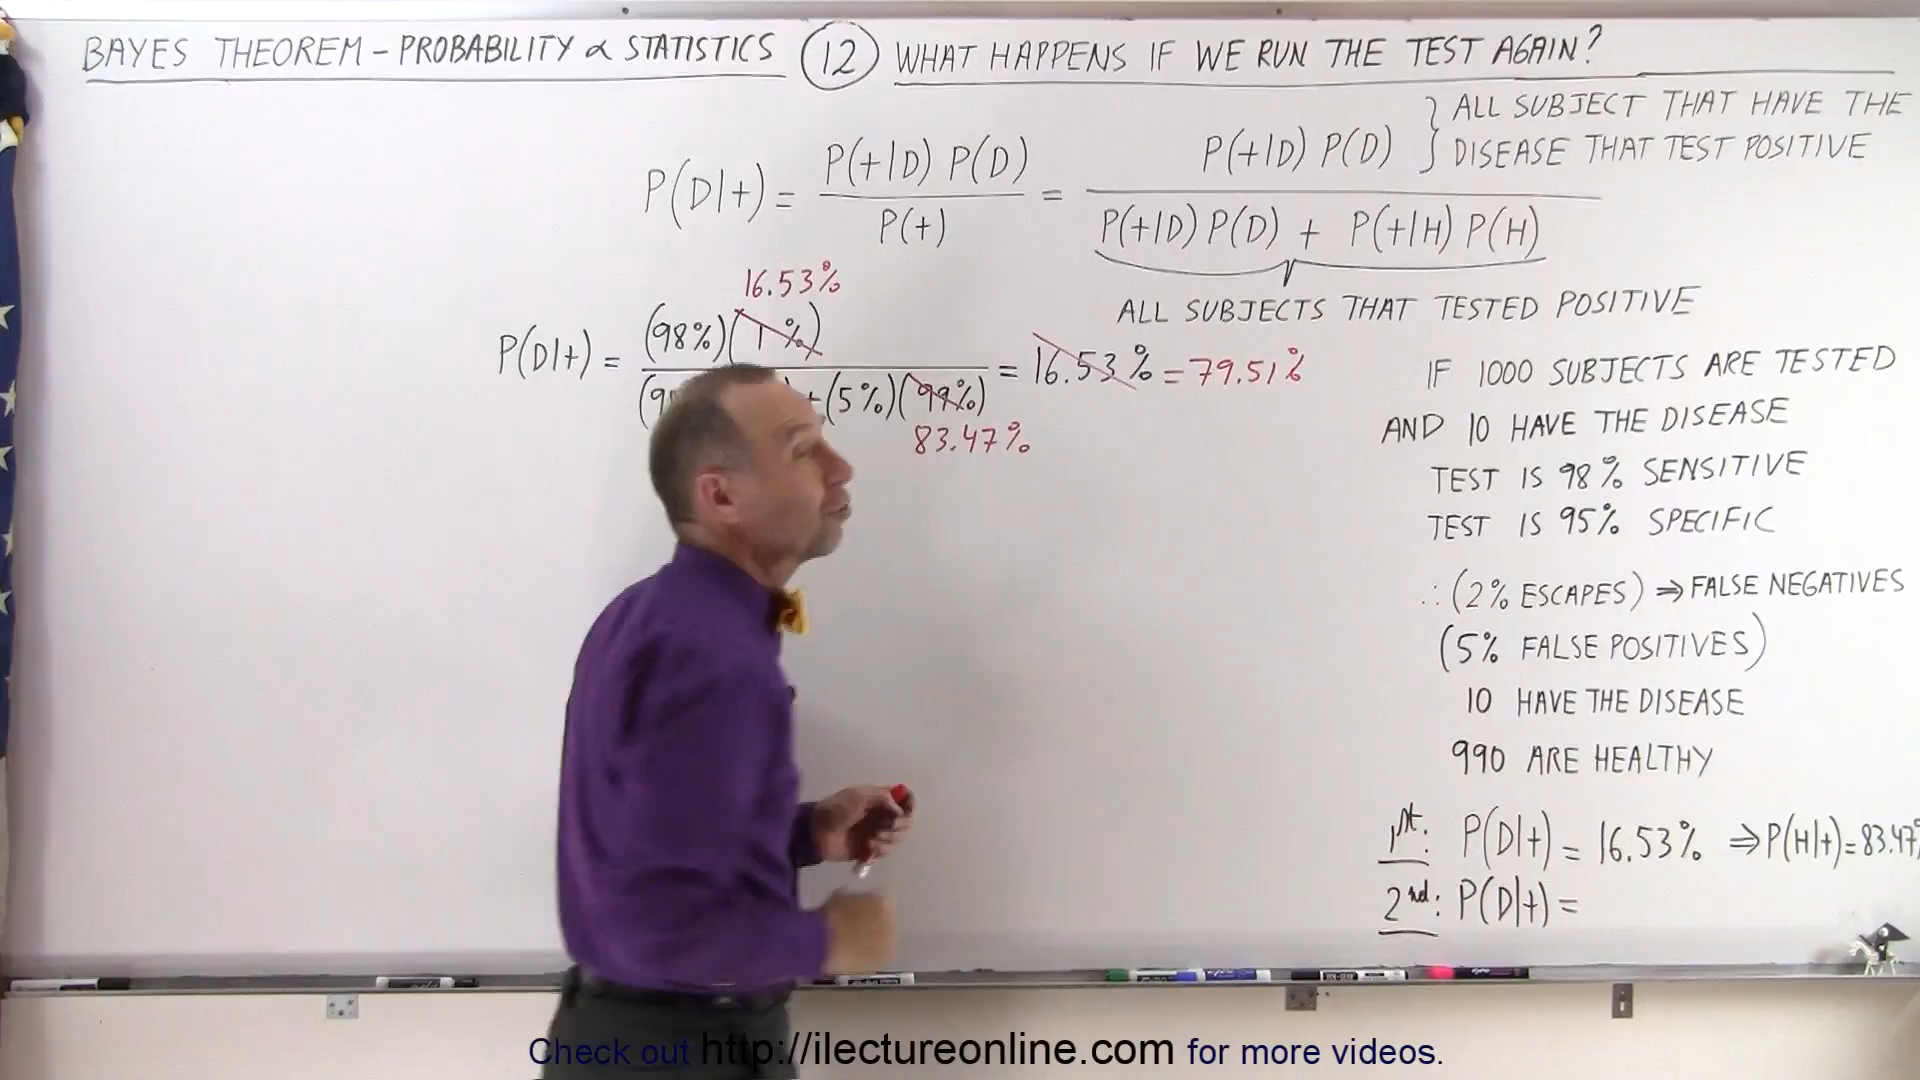 BAYES THEOREM – PROBABILITY & STATISTICS (12) WHAT HAPPENS IF WE RUN THE TEST AGAIN?
P(D|+) = P(+|D) P(D) / P(+) = P(+|D) P(D) / P(+|D) P(D) + P(+|H) P(H)
} ALL SUBJECT THAT HAVE THE
DISEASE THAT TEST POSITIVE
ALL SUBJECTS THAT TESTED POSITIVE
16.53%
P(D|+) = (98%)(1%) / (9 + (5%)(99%) = 16.53% = 79.51%
83.47%
IF 1000 SUBJECTS ARE TESTED
AND 10 HAVE THE DISEASE
TEST IS 98% SENSITIVE
TEST IS 95% SPECIFIC
∴ (2% ESCAPES) ⇒ FALSE NEGATIVES
(5% FALSE POSITIVES)
10 HAVE THE DISEASE
990 ARE HEALTHY
1st: P(D|+) = 16.53% ⇒ P(H|+) = 83.47%
2nd: P(D|+) =
Check out http://ilectureonline.com for more videos.